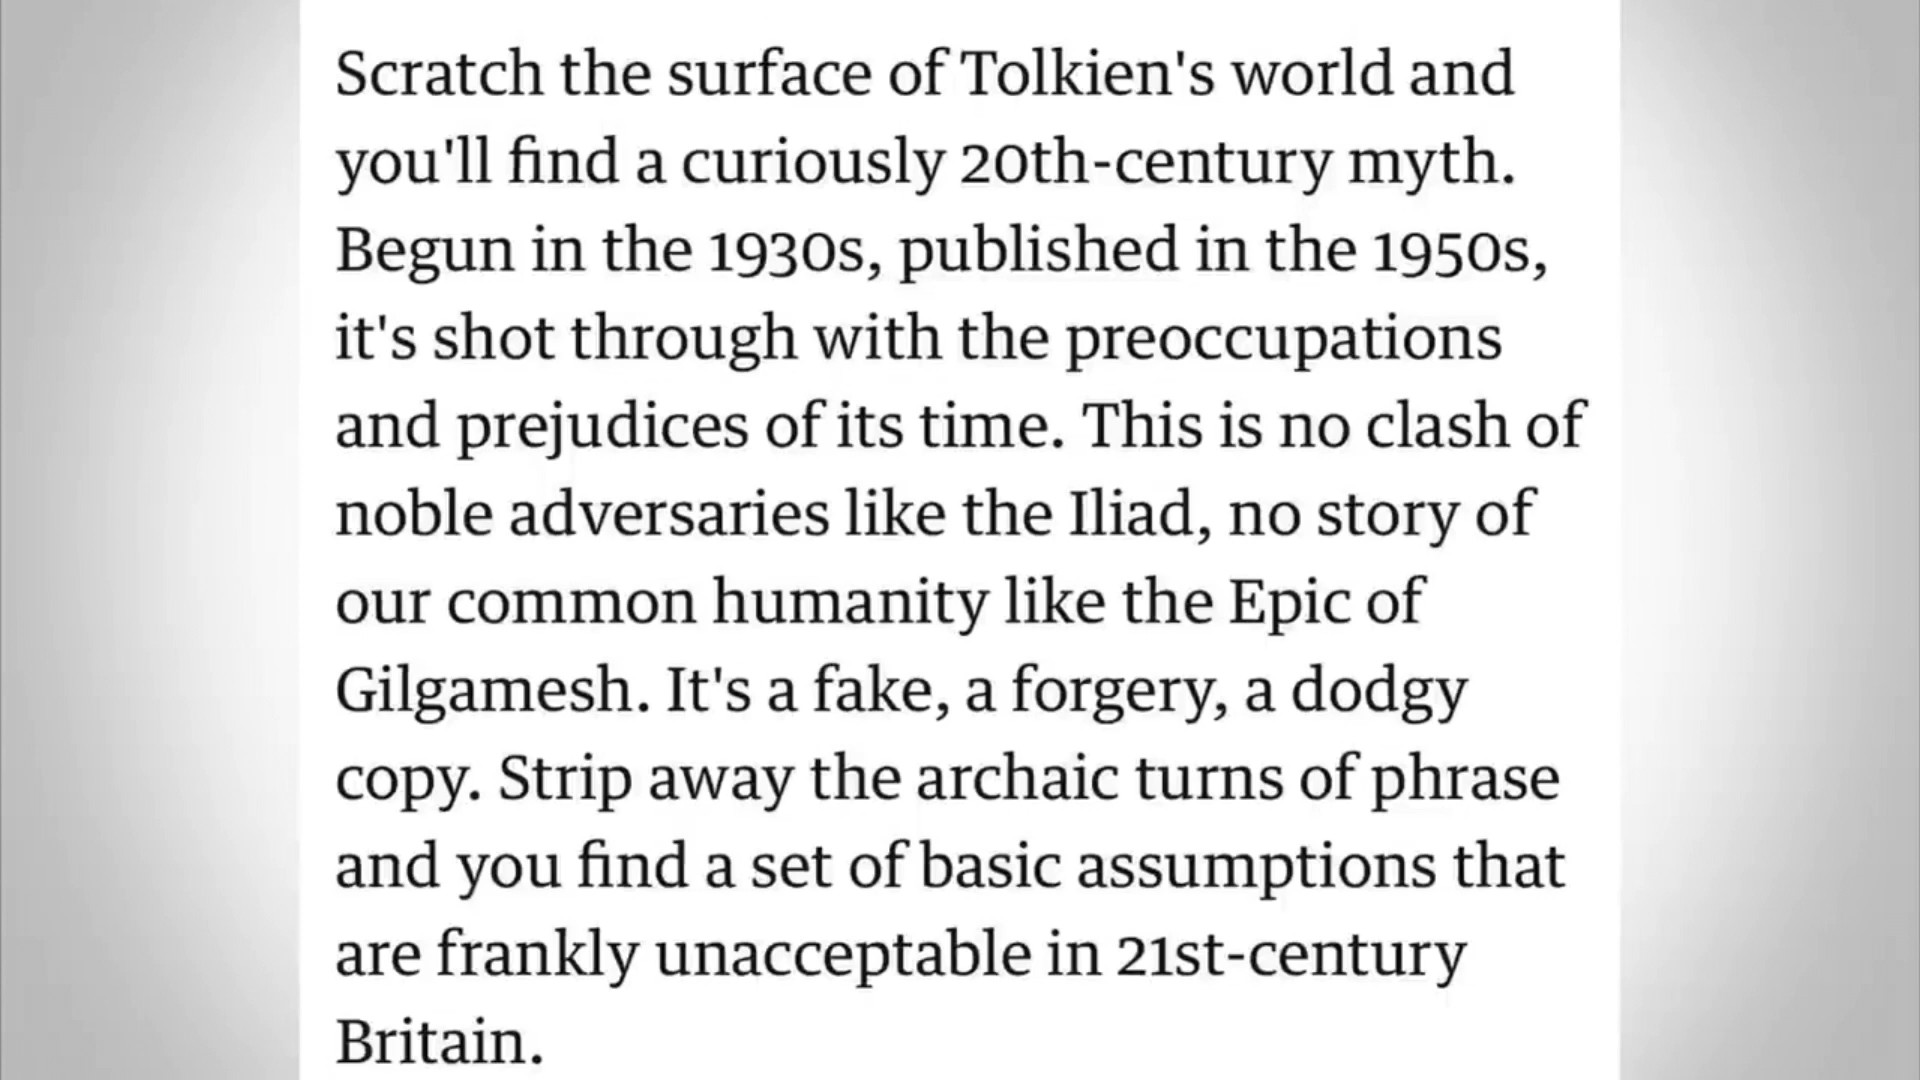 Scratch the surface of Tolkien's world and
you'll find a curiously 20th-century myth.
Begun in the 1930s, published in the 1950s,
it's shot through with the preoccupations
and prejudices of its time. This is no clash of
noble adversaries like the Iliad, no story of
our common humanity like the Epic of
Gilgamesh. It's a fake, a forgery, a dodgy
copy. Strip away the archaic turns of phrase
and you find a set of basic assumptions that
are frankly unacceptable in 21st-century
Britain.